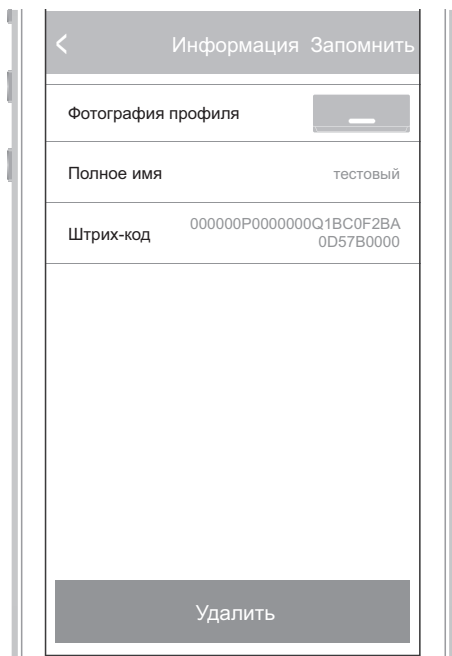 Информация Запомнить
Фотография профиля
Полное имя тестовый
Штрих-код 000000P0000000Q1BC0F2BA
0D57B0000
Удалить